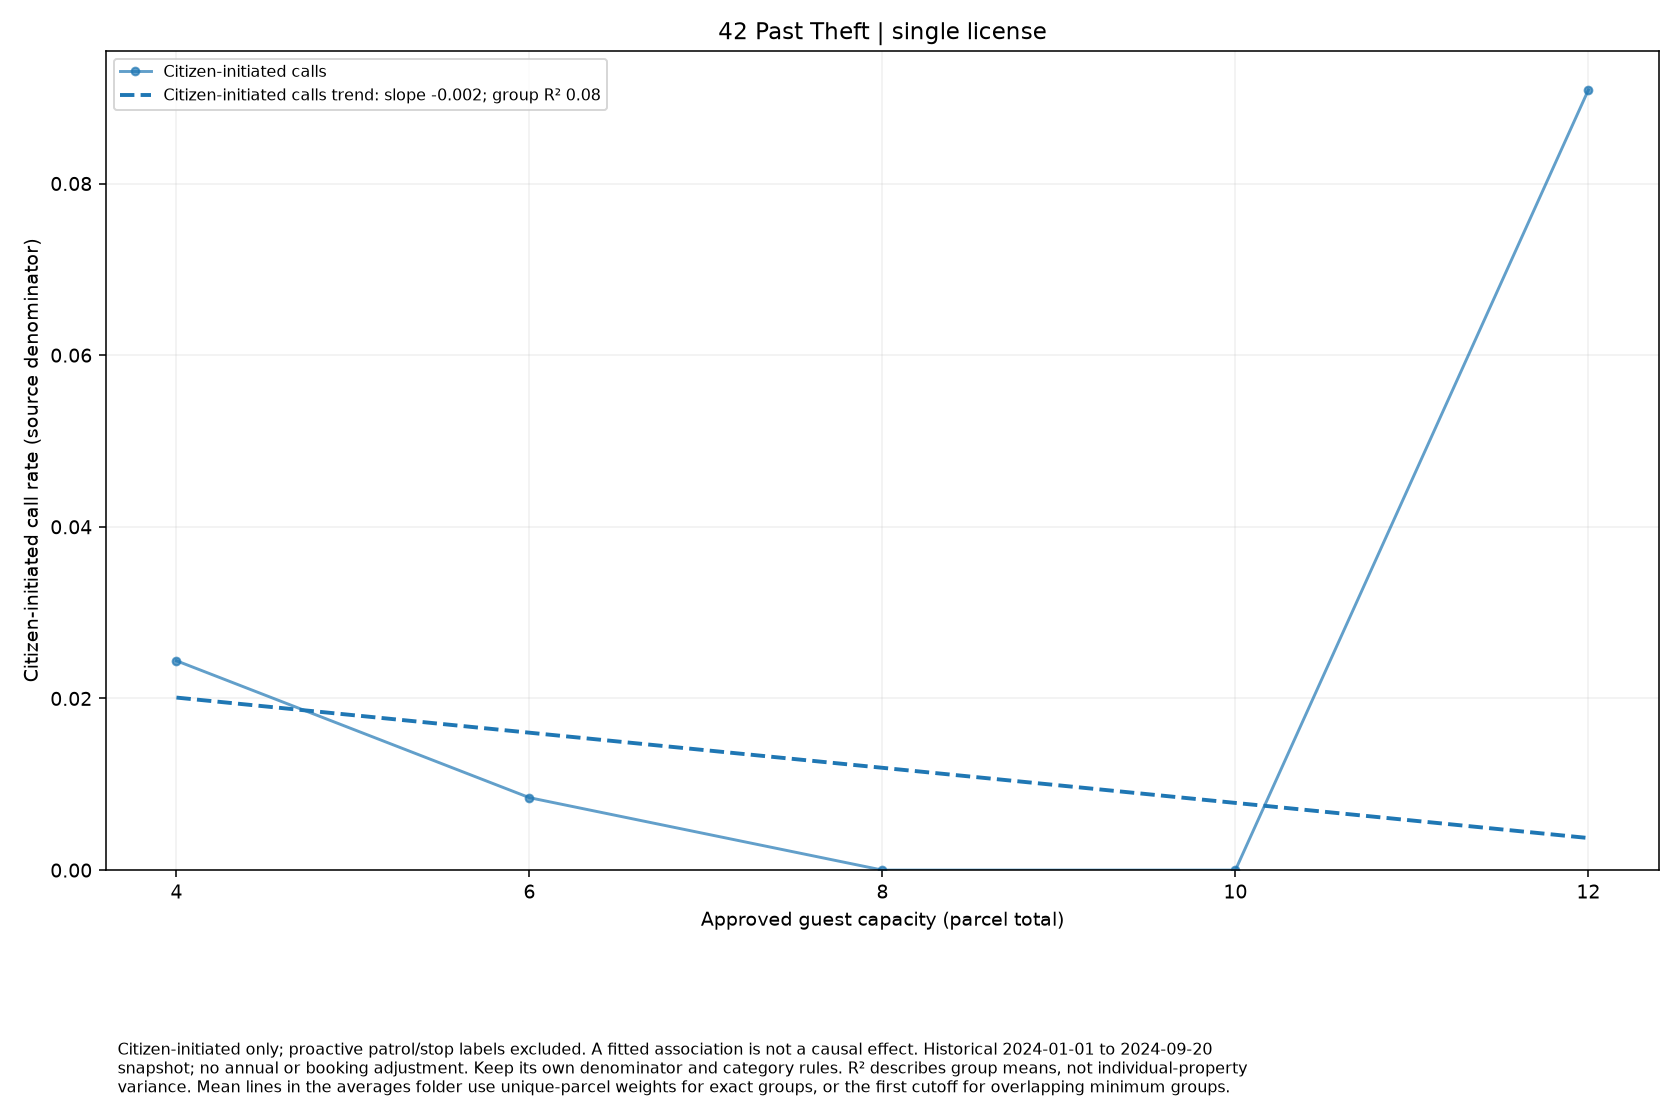 42 Past Theft | single license
Citizen-initiated calls
Citizen-initiated calls trend: slope -0.002; group R² 0.08
Citizen-initiated call rate (source denominator)
0.08
0.06
0.04
0.02
0.00
4
6
8
10
12
Approved guest capacity (parcel total)
Citizen-initiated only; proactive patrol/stop labels excluded. A fitted association is not a causal effect. Historical 2024-01-01 to 2024-09-20
snapshot; no annual or booking adjustment. Keep its own denominator and category rules. R² describes group means, not individual-property
variance. Mean lines in the averages folder use unique-parcel weights for exact groups, or the first cutoff for overlapping minimum groups.